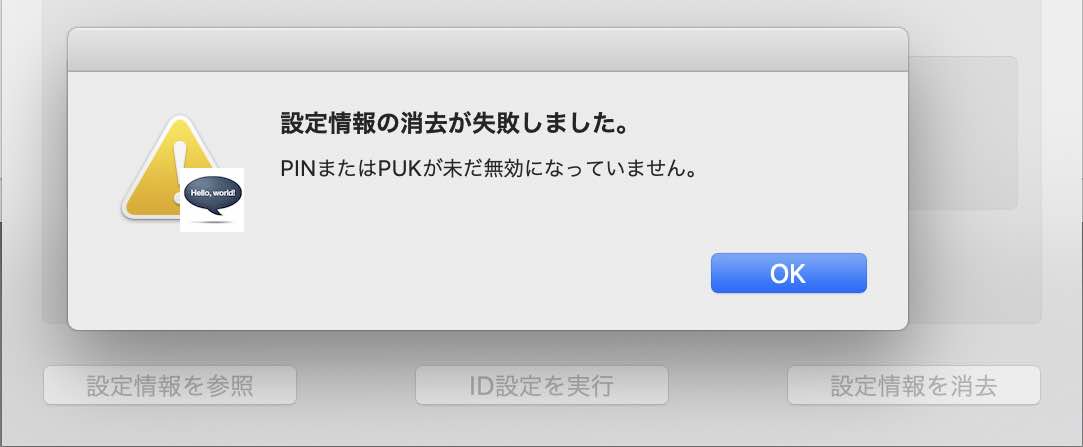 設定情報の消去が失敗しました。
PINまたはPUKが未だ無効になっていません。
Hello, world!
OK
設定情報を参照
ID設定を実行
設定情報を消去